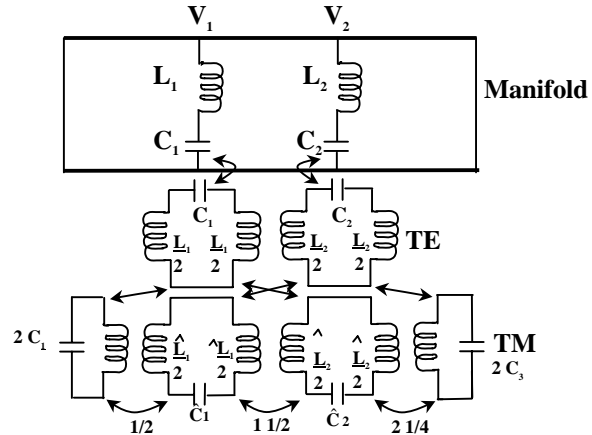 V₁ V₂
L₁ L₂ Manifold
C₁ C₂
C₁ C₂
L₁/2 L₁/2 L₂/2 L₂/2 TE
2 C₁ L̂₁/2 L̂₁/2 L̂₂/2 L̂₂/2 TM
2 C₃
Ĉ1 Ĉ2
1/2 1 1/2 2 1/4